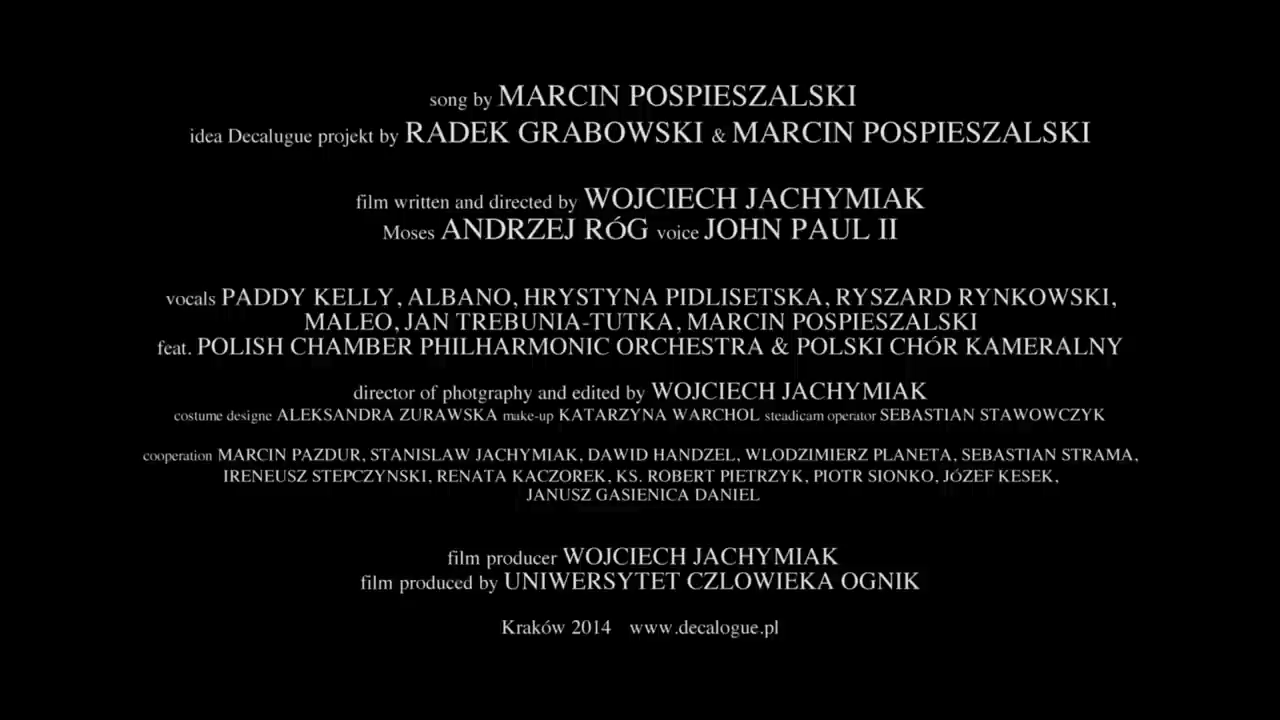 song by MARCIN POSPIESZALSKI
idea Decalugue projekt by RADEK GRABOWSKI & MARCIN POSPIESZALSKI
film written and directed by WOJCIECH JACHYMIAK
Moses ANDRZEJ RÓG voice JOHN PAUL II
vocals PADDY KELLY, ALBANO, HRYSTYNA PIDLISETSKA, RYSZARD RYNKOWSKI,
MALEO, JAN TREBUNIA-TUTKA, MARCIN POSPIESZALSKI
feat. POLISH CHAMBER PHILHARMONIC ORCHESTRA & POLSKI CHÓR KAMERALNY
director of photgraphy and edited by WOJCIECH JACHYMIAK
costume designe ALEKSANDRA ZURAWSKA make-up KATARZYNA WARCHOL steadicam operator SEBASTIAN STAWOWCZYK
cooperation MARCIN PAZDUR, STANISLAW JACHYMIAK, DAWID HANDZEL, WLODZIMIERZ PLANETA, SEBASTIAN STRAMA,
IRENEUSZ STEPCZYNSKI, RENATA KACZOREK, KS. ROBERT PIETRZYK, PIOTR SIONKO, JÓZEF KESEK,
JANUSZ GASIENICA DANIEL
film producer WOJCIECH JACHYMIAK
film produced by UNIWERSYTET CZLOWIEKA OGNIK
Kraków 2014 www.decalogue.pl